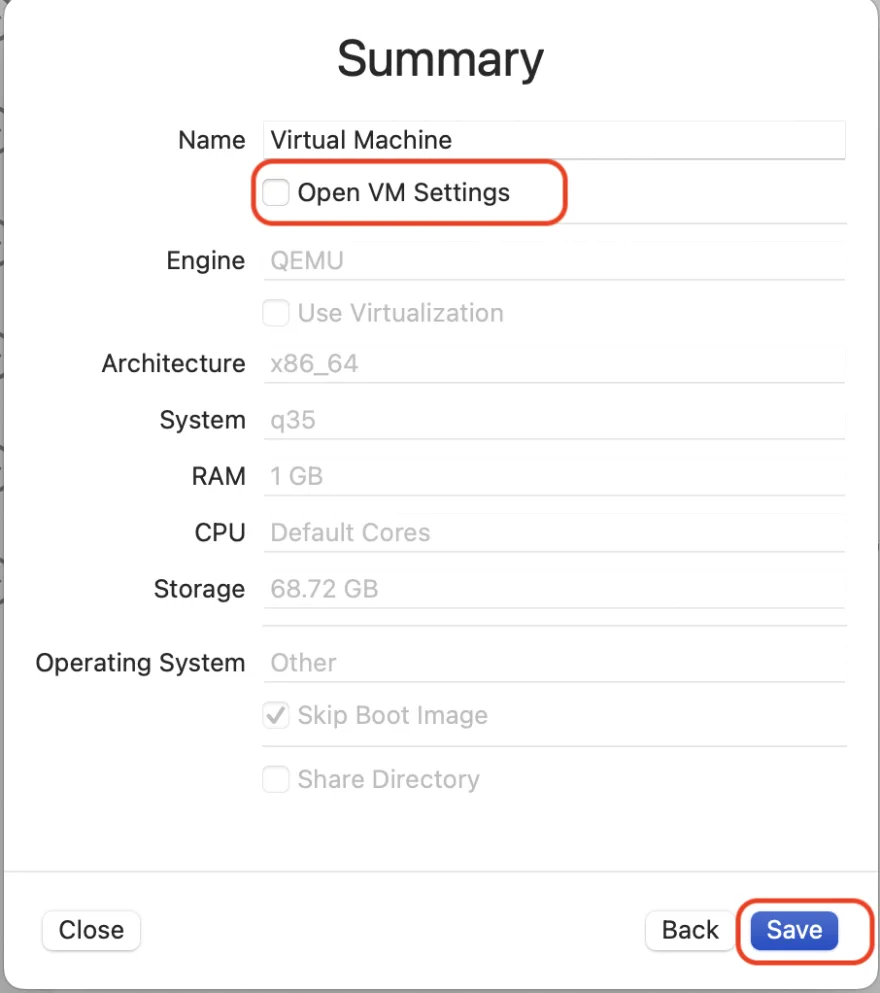 Summary
Name Virtual Machine
Open VM Settings
Engine QEMU
Use Virtualization
Architecture x86_64
System q35
RAM 1 GB
CPU Default Cores
Storage 68.72 GB
Operating System Other
Skip Boot Image
Share Directory
Close Back Save